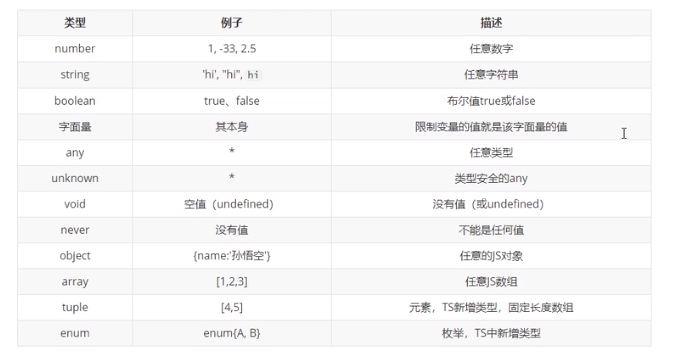 类型 例子 描述
number 1, -33, 2.5 任意数字
string 'hi', "hi", hi 任意字符串
boolean true、false 布尔值true或false
字面量 其本身 限制变量的值就是该字面量的值
any * 任意类型
unknown * 类型安全的any
void 空值（undefined） 没有值（或undefined）
never 没有值 不能是任何值
object {name:'孙悟空'} 任意的JS对象
array [1,2,3] 任意JS数组
tuple [4,5] 元素，TS新增类型，固定长度数组
enum enum{A, B} 枚举，TS中新增类型